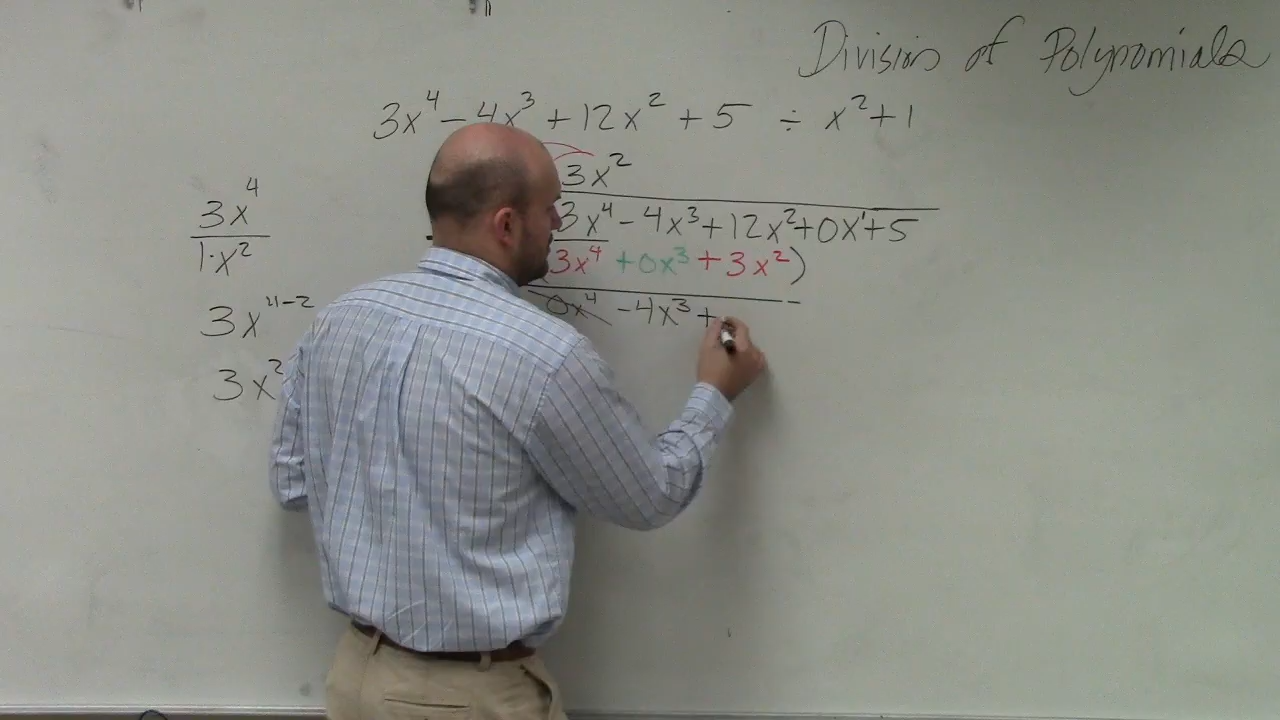 Division of Polynomials
3x⁴ - 4x³ + 12x² + 5 ÷ x² + 1
3x²
3x⁴ - 4x³ + 12x² + 0x¹ + 5
(3x⁴ + 0x³ + 3x²)
0x⁴ - 4x³ +
3x⁴
1·x²
3x⁴⁻²
3x²